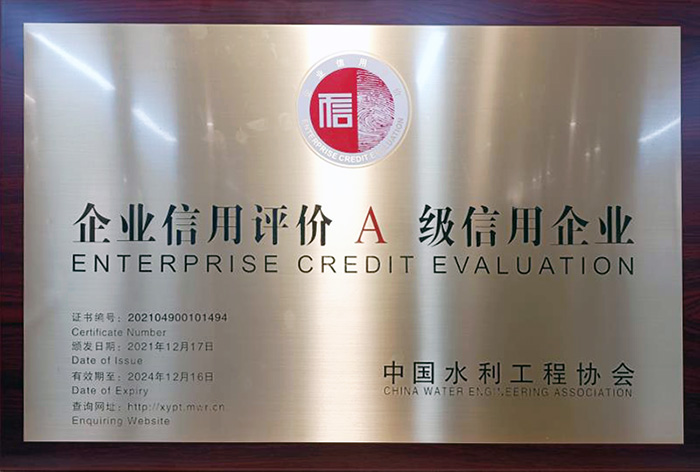 企业信用评价
信
ENTERPRISE CREDIT EVALUATION
企业信用评价 A 级信用企业
ENTERPRISE CREDIT EVALUATION
证书编号: 202104900101494
Certificate Number
颁发日期: 2021年12月17日
Date of Issue
有效期至: 2024年12月16日
Date of Expiry
查询网址: http://xypt.mwr.cn
Enquiring Website
中国水利工程协会
CHINA WATER ENGINEERING ASSOCIATION